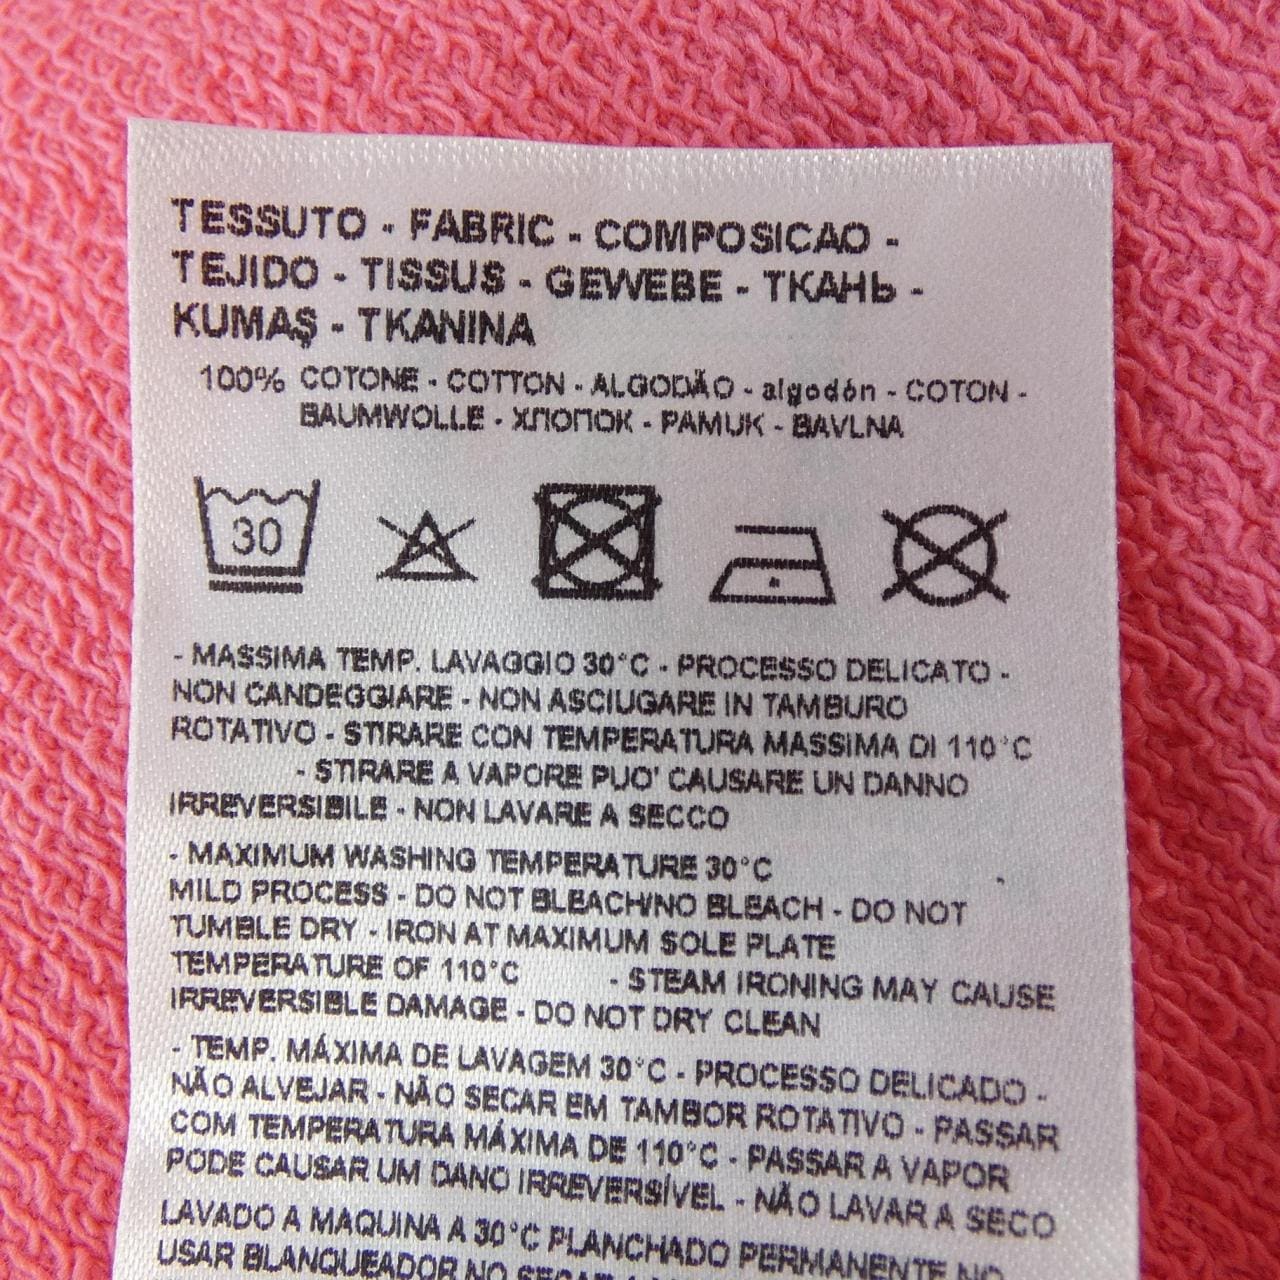 TESSUTO - FABRIC - COMPOSICAO -
TEJIDO - TISSUS - GEWEBE - ТКАНЬ -
KUMAŞ - TKANINA
100% COTONE - COTTON - ALGODÃO - algodón - COTON -
BAUMWOLLE - ХЛОПОК - PAMUK - BAVLNA
30
- MASSIMA TEMP. LAVAGGIO 30°C - PROCESSO DELICATO -
NON CANDEGGIARE - NON ASCIUGARE IN TAMBURO
ROTATIVO - STIRARE CON TEMPERATURA MASSIMA DI 110°C
- STIRARE A VAPORE PUO' CAUSARE UN DANNO
IRREVERSIBILE - NON LAVARE A SECCO
- MAXIMUM WASHING TEMPERATURE 30°C
MILD PROCESS - DO NOT BLEACH/NO BLEACH - DO NOT
TUMBLE DRY - IRON AT MAXIMUM SOLE PLATE
TEMPERATURE OF 110°C - STEAM IRONING MAY CAUSE
IRREVERSIBLE DAMAGE - DO NOT DRY CLEAN
- TEMP. MÁXIMA DE LAVAGEM 30°C - PROCESSO DELICADO -
NÃO ALVEJAR - NÃO SECAR EM TAMBOR ROTATIVO - PASSAR
COM TEMPERATURA MÁXIMA DE 110°C - PASSAR A VAPOR
PODE CAUSAR UM DANO IRREVERSÍVEL - NÃO LAVAR A SECO
LAVADO A MAQUINA A 30°C PLANCHADO PERMANENTE NO
USAR BLANQUEADOR NO